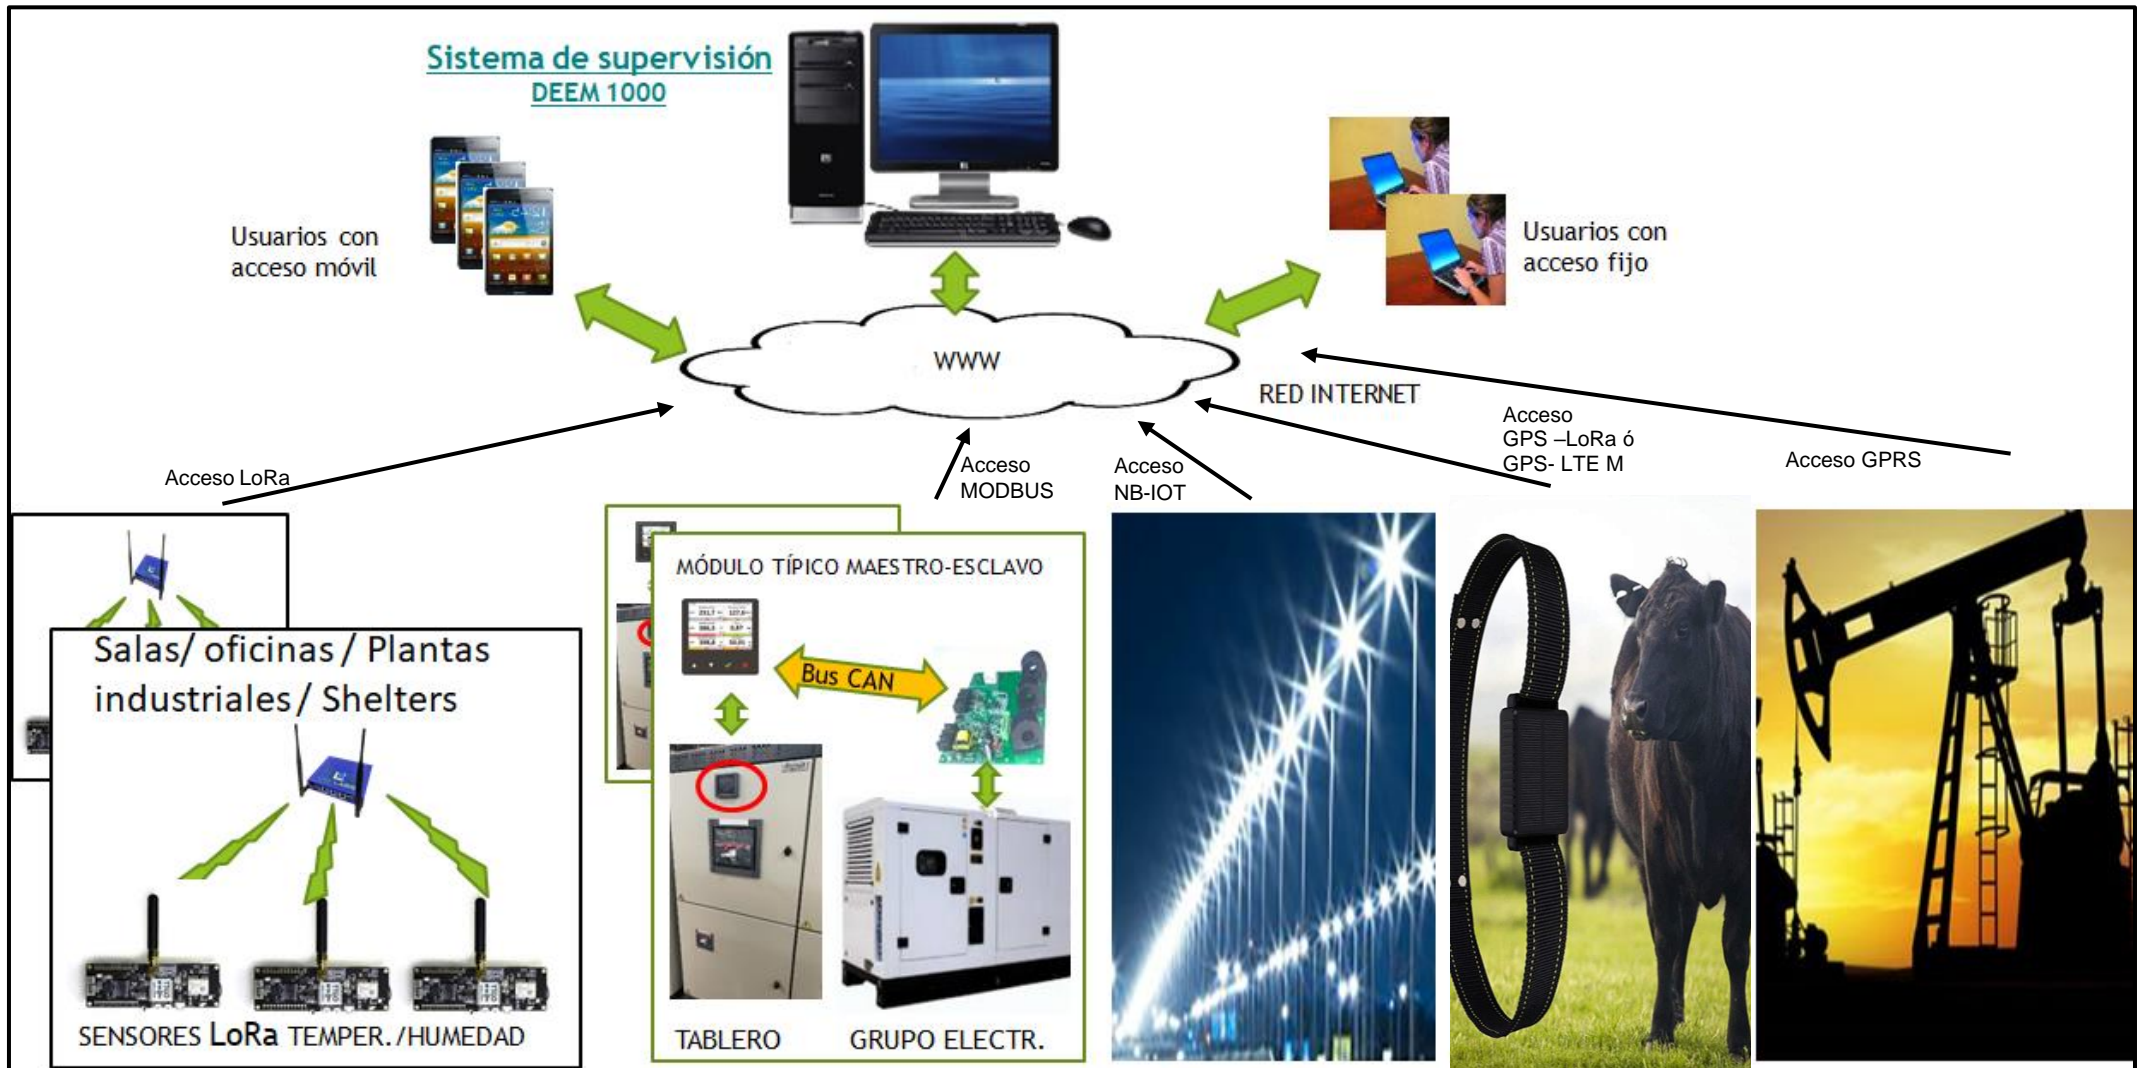 Sistema de supervisión
DEEM 1000
Usuarios con
acceso móvil
Usuarios con
acceso fijo
WWW
RED INTERNET
Acceso LoRa
Acceso
MODBUS
Acceso
NB-IOT
Acceso
GPS –LoRa ó
GPS- LTE M
Acceso GPRS
Salas/ oficinas / Plantas
industriales / Shelters
SENSORES LoRa TEMPER./HUMEDAD
MÓDULO TÍPICO MAESTRO-ESCLAVO
Bus CAN
TABLERO
GRUPO ELECTR.